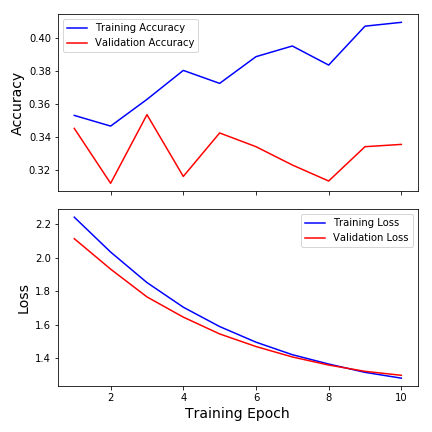 Training Accuracy
Validation Accuracy
0.40
0.38
0.36
0.34
0.32
Accuracy
Training Loss
Validation Loss
2.2
2.0
1.8
1.6
1.4
Loss
2 4 6 8 10
Training Epoch